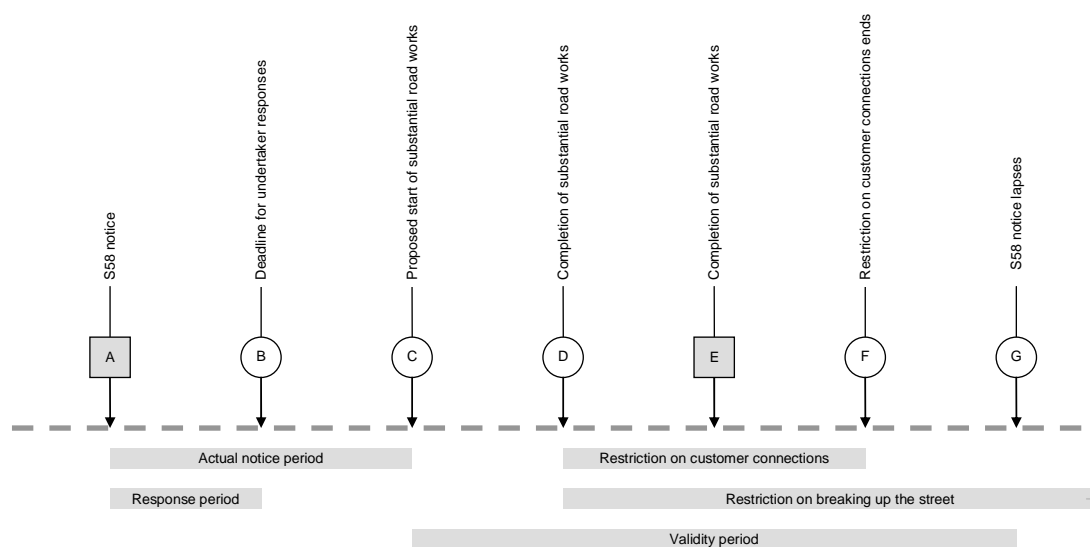 S58 notice
Deadline for undertaker responses
Proposed start of substantial road works
Completion of substantial road works
Completion of substantial road works
Restriction on customer connections ends
S58 notice lapses
A
B
C
D
E
F
G
Actual notice period
Restriction on customer connections
Response period
Restriction on breaking up the street
Validity period